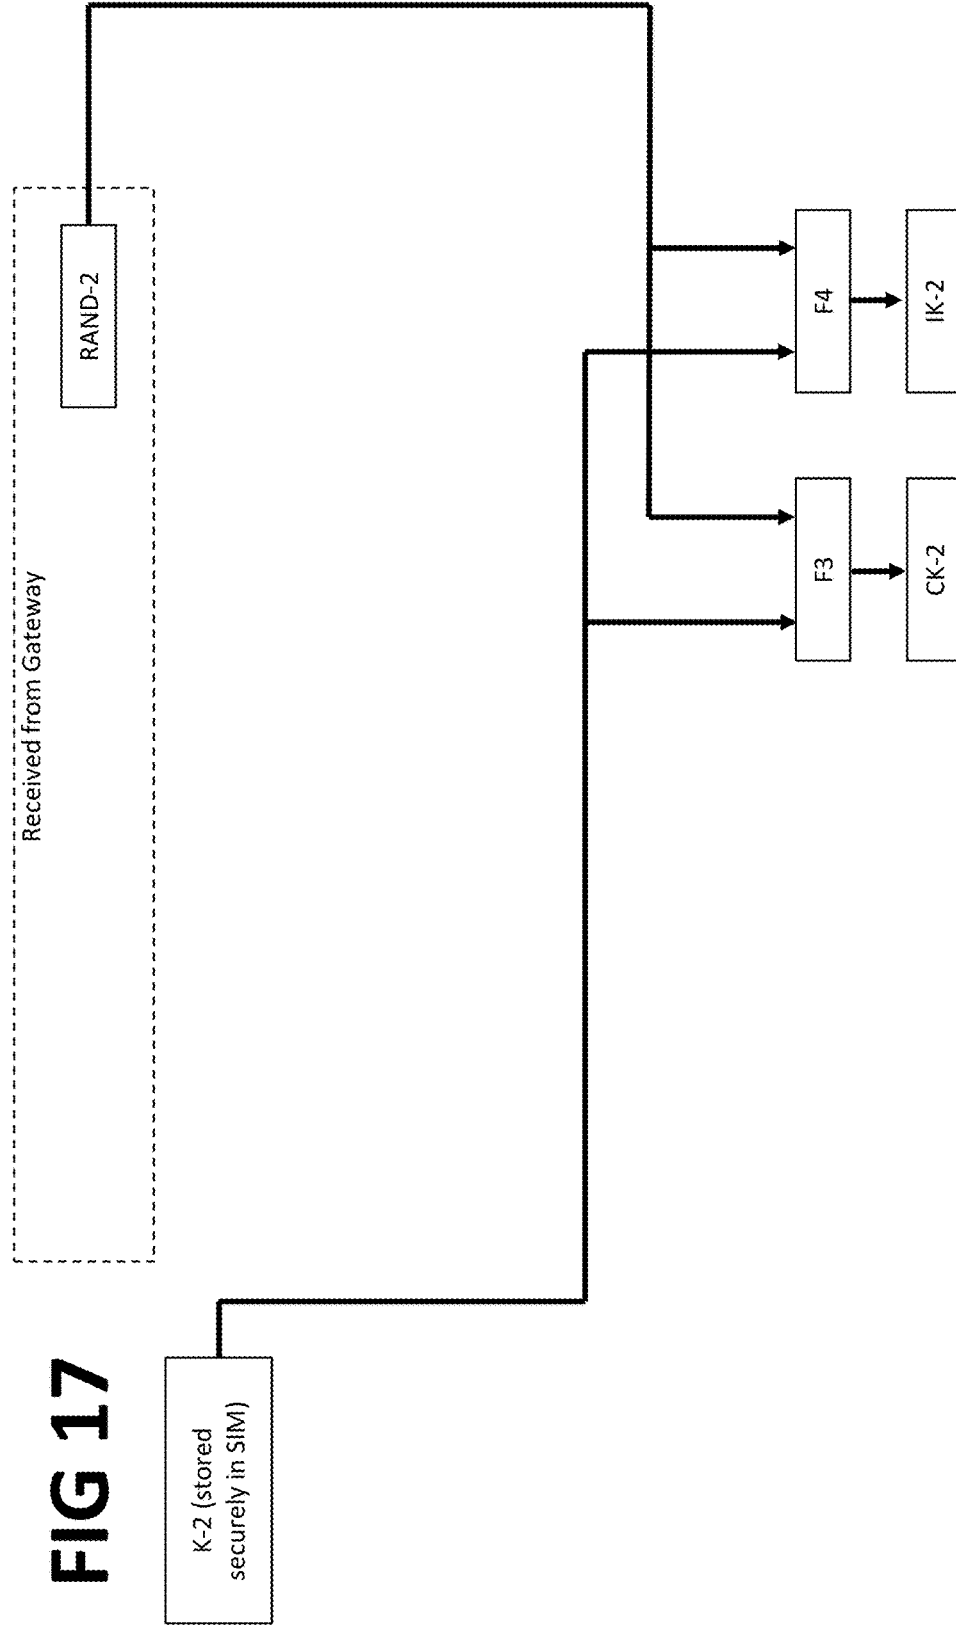 FIG 17
Received from Gateway
RAND-2
K-2 (stored
securely in SIM)
F3
F4
CK-2
IK-2